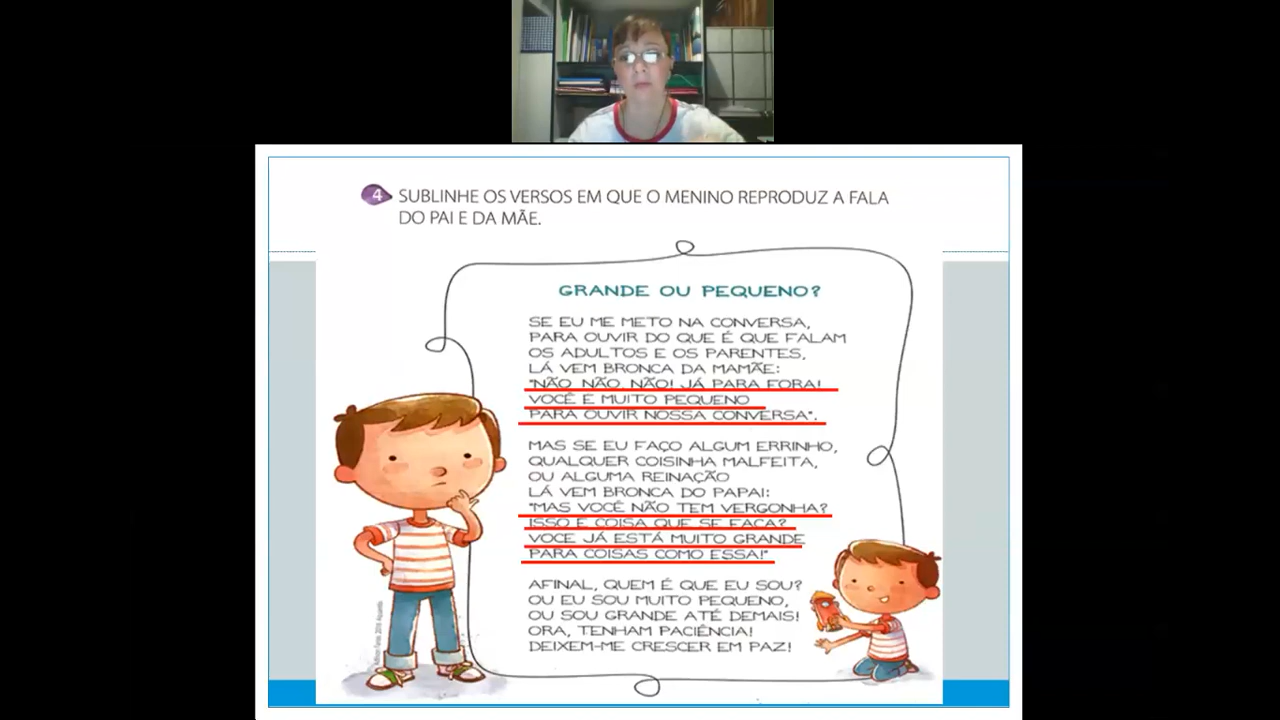 4 SUBLINHE OS VERSOS EM QUE O MENINO REPRODUZ A FALA
DO PAI E DA MÃE.
GRANDE OU PEQUENO?
SE EU ME METO NA CONVERSA,
PARA OUVIR DO QUE É QUE FALAM
OS ADULTOS E OS PARENTES,
LÁ VEM BRONCA DA MAMÃE:
"NÃO, NÃO, NÃO! JÁ PARA FORA!
VOCÊ É MUITO PEQUENO
PARA OUVIR NOSSA CONVERSA".
MAS SE EU FAÇO ALGUM ERRINHO,
QUALQUER COISINHA MALFEITA,
OU ALGUMA REINAÇÃO
LÁ VEM BRONCA DO PAPAI:
"MAS VOCÊ NÃO TEM VERGONHA?
ISSO É COISA QUE SE FAÇA?
VOCÊ JÁ ESTÁ MUITO GRANDE
PARA COISAS COMO ESSA!"
AFINAL, QUEM É QUE EU SOU?
OU EU SOU MUITO PEQUENO,
OU SOU GRANDE ATÉ DEMAIS!
ORA, TENHAM PACIÊNCIA!
DEIXEM-ME CRESCER EM PAZ!